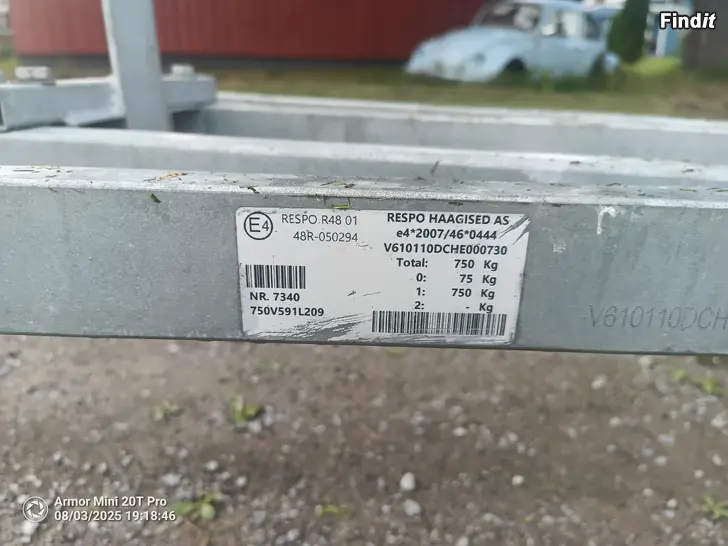 Findit
E4
RESPO R48 01
48R-050294
NR. 7340
750V591L209
RESPO HAAGISED AS
e4*2007/46*0444
V610110DCHE000730
Total: 750 Kg
0: 75 Kg
1: 750 Kg
2: - Kg
V610110DCH
Armor Mini 20T Pro
08/03/2025 19:18:46